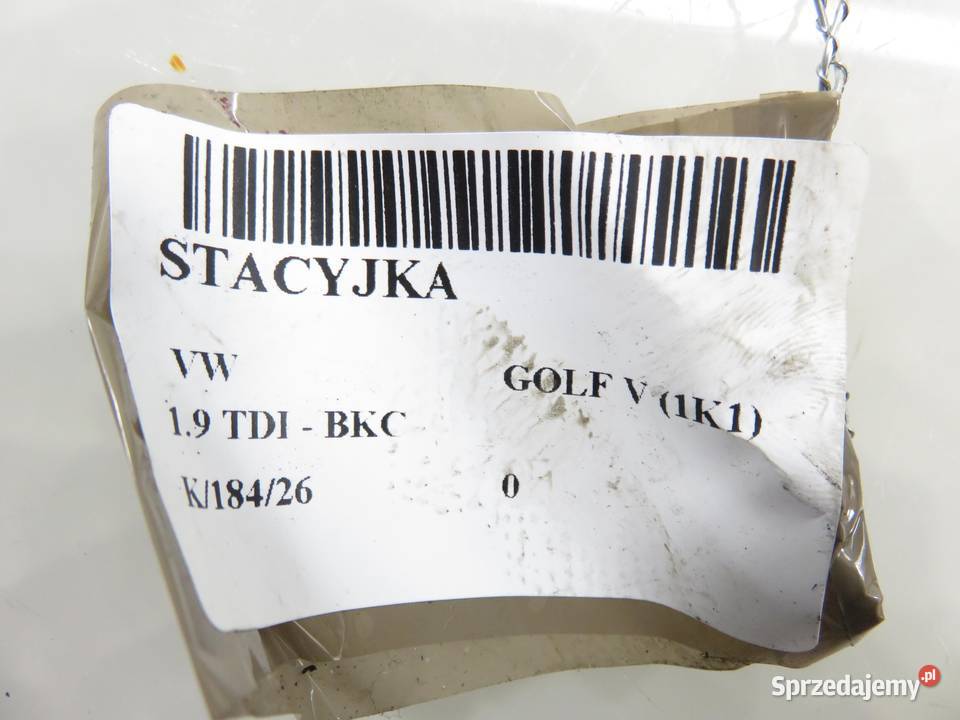 STACYJKA
VW GOLF V (1K1)
1.9 TDI - BKC
K/184/26 0
Sprzedajemy.pl